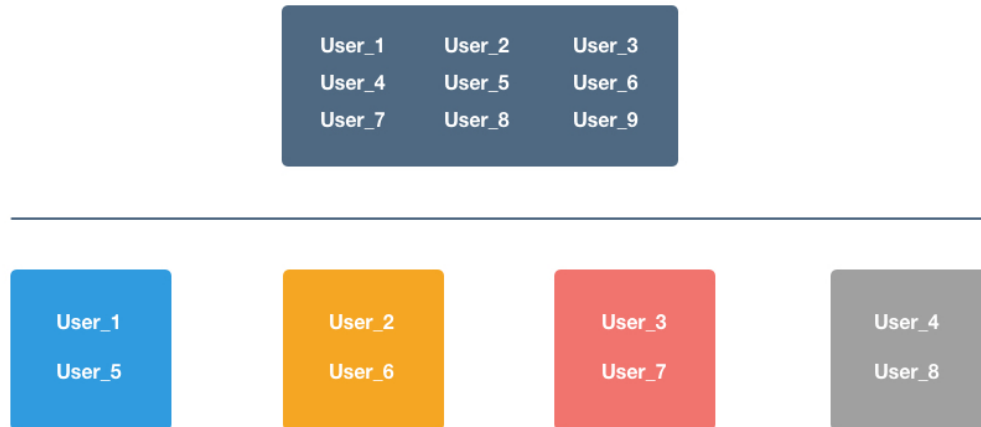 User_1 User_2 User_3
User_4 User_5 User_6
User_7 User_8 User_9
User_1 User_2 User_3 User_4
User_5 User_6 User_7 User_8